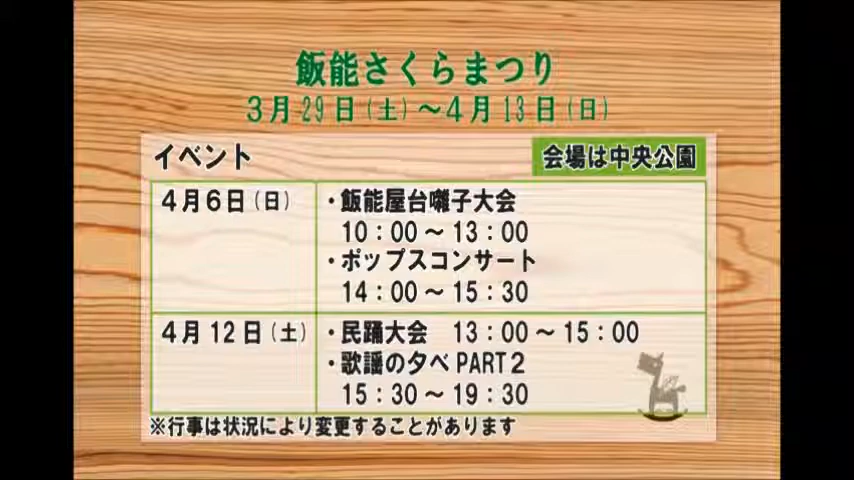 飯能さくらまつり
3月29日(土)～4月13日(日)
イベント
会場は中央公園
4月6日(日)
・飯能屋台囃子大会
10：00～13：00
・ポップスコンサート
14：00～15：30
4月12日(土)
・民踊大会 13：00～15：00
・歌謡の夕べPART2
15：30～19：30
※行事は状況により変更することがあります